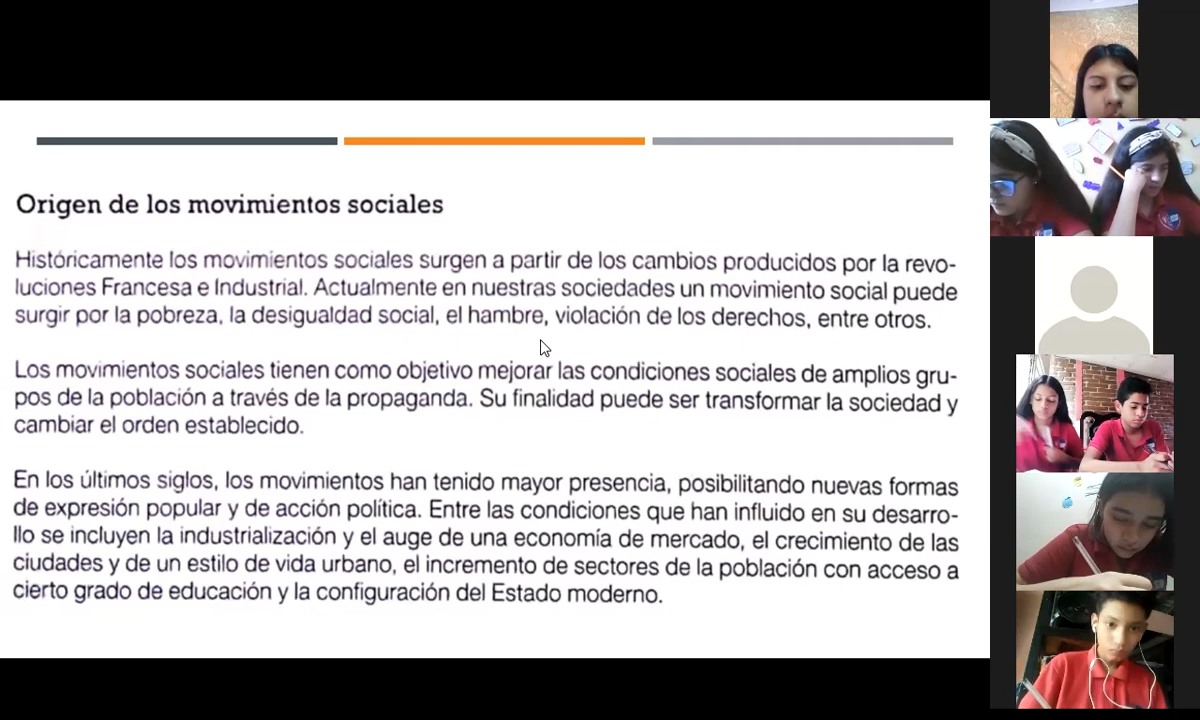 Origen de los movimientos sociales
Históricamente los movimientos sociales surgen a partir de los cambios producidos por la revo-
luciones Francesa e Industrial. Actualmente en nuestras sociedades un movimiento social puede
surgir por la pobreza, la desigualdad social, el hambre, violación de los derechos, entre otros.
Los movimientos sociales tienen como objetivo mejorar las condiciones sociales de amplios gru-
pos de la población a través de la propaganda. Su finalidad puede ser transformar la sociedad y
cambiar el orden establecido.
En los últimos siglos, los movimientos han tenido mayor presencia, posibilitando nuevas formas
de expresión popular y de acción política. Entre las condiciones que han influido en su desarro-
llo se incluyen la industrialización y el auge de una economía de mercado, el crecimiento de las
ciudades y de un estilo de vida urbano, el incremento de sectores de la población con acceso a
cierto grado de educación y la configuración del Estado moderno.